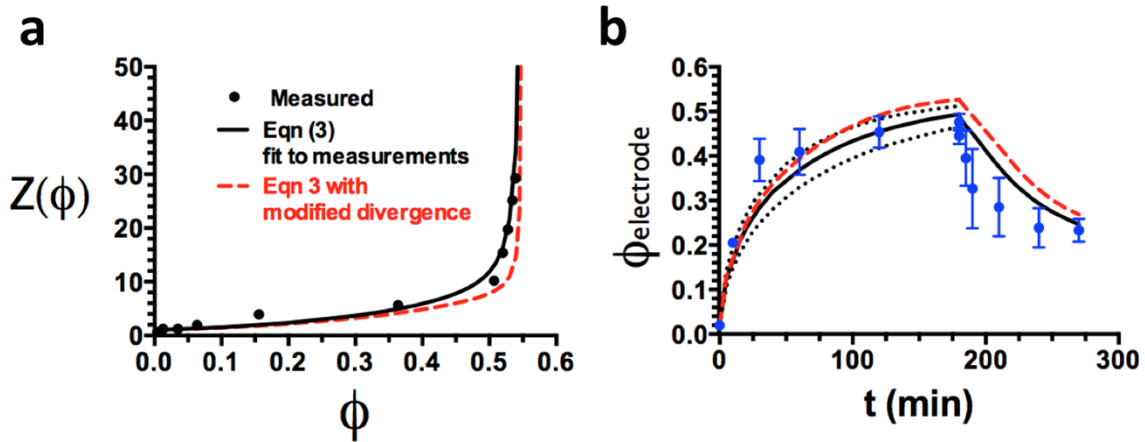 a
50
40
30
20
10
0
Z(ϕ)
Measured
Eqn (3)
fit to measurements
Eqn 3 with
modified divergence
0.0 0.1 0.2 0.3 0.4 0.5 0.6
ϕ
b
0.6
0.5
0.4
0.3
0.2
0.1
0.0
ϕelectrode
0 100 200 300
t (min)